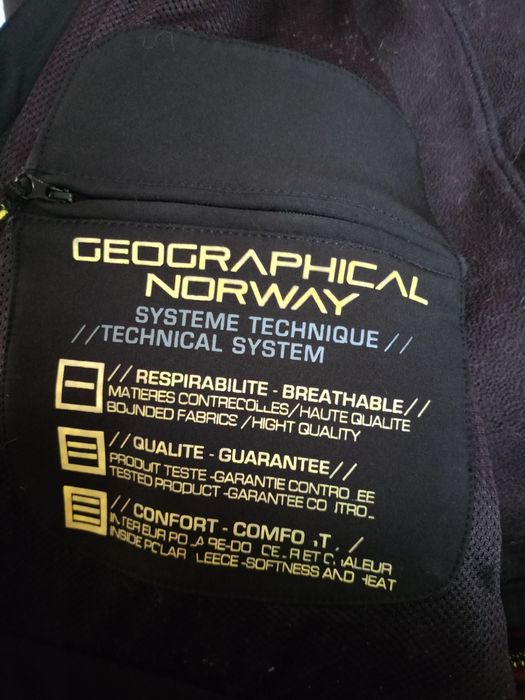 GEOGRAPHICAL
NORWAY
SYSTEME TECHNIQUE //
//TECHNICAL SYSTEM
// RESPIRABILITE - BREATHABLE//
MATIERES CONTRECOLLES/HAUTE QUALITE
BOUNDED FABRICS /HIGHT QUALITY
//QUALITE - GUARANTEE//
PRODUIT TESTE -GARANTIE
TESTED PRODUCT -GARANTEE
//CONFORT -
INSIDE SOFTNESS AND